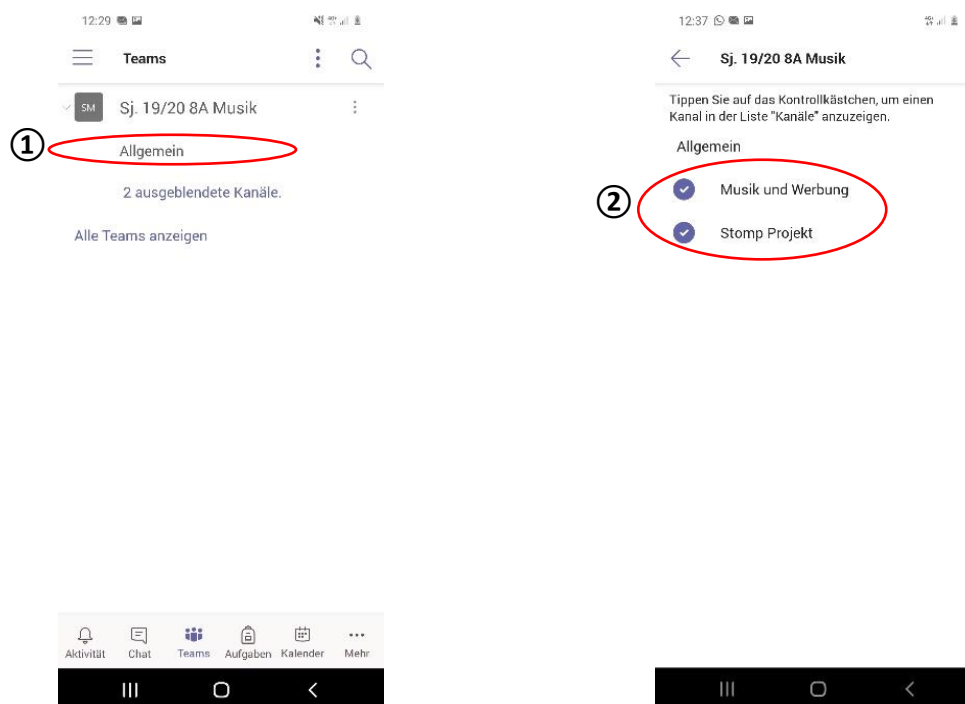 12:29
Teams
SM Sj. 19/20 8A Musik
① Allgemein
2 ausgeblendete Kanäle.
Alle Teams anzeigen
Aktivität Chat Teams Aufgaben Kalender Mehr
12:37
Sj. 19/20 8A Musik
Tippen Sie auf das Kontrollkästchen, um einen
Kanal in der Liste "Kanäle" anzuzeigen.
Allgemein
② Musik und Werbung
Stomp Projekt